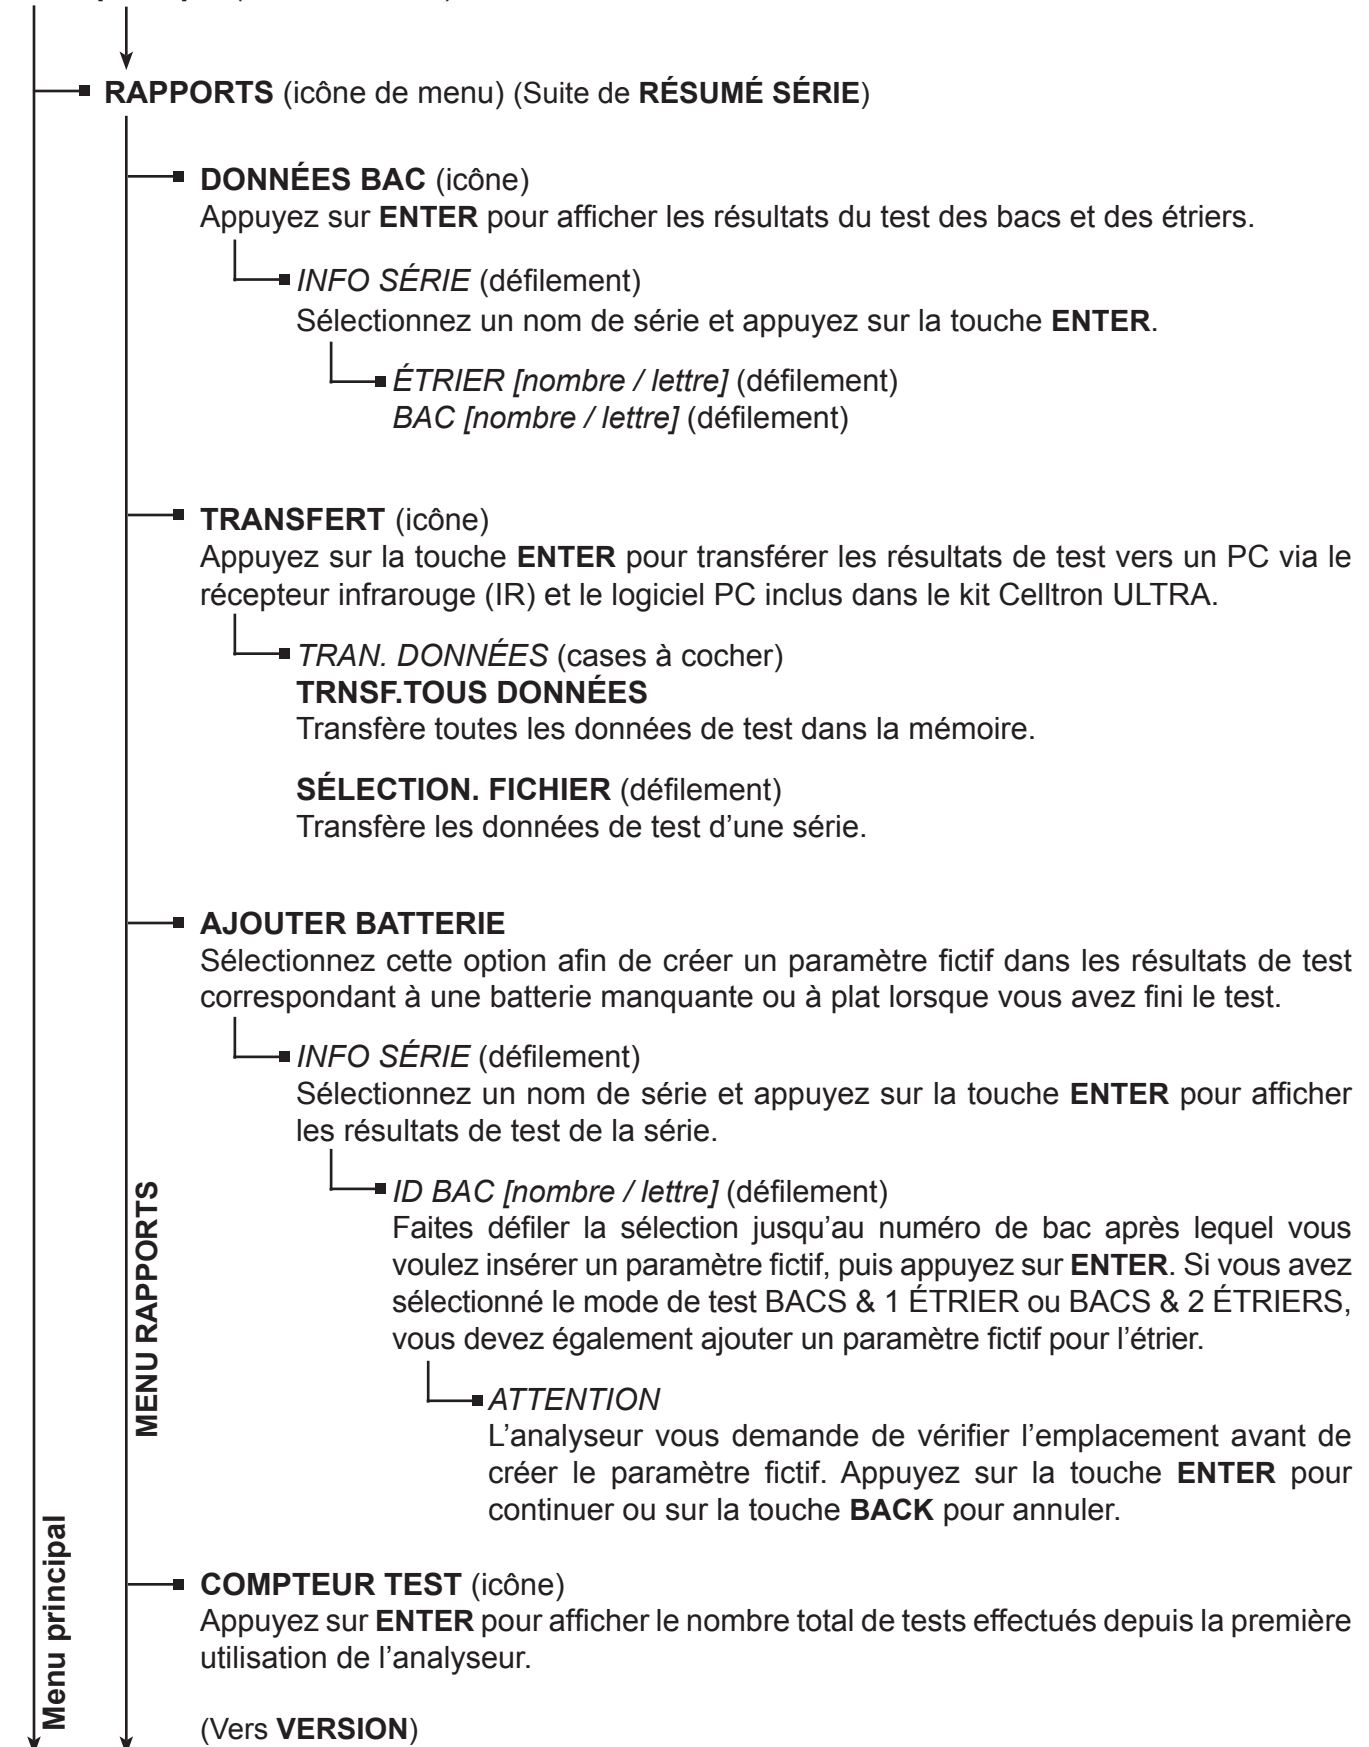 RAPPORTS (icône de menu) (Suite de RÉSUMÉ SÉRIE)
DONNÉES BAC (icône)
Appuyez sur ENTER pour afficher les résultats du test des bacs et des étriers.
INFO SÉRIE (défilement)
Sélectionnez un nom de série et appuyez sur la touche ENTER.
ÉTRIER [nombre / lettre] (défilement)
BAC [nombre / lettre] (défilement)
TRANSFERT (icône)
Appuyez sur la touche ENTER pour transférer les résultats de test vers un PC via le
récepteur infrarouge (IR) et le logiciel PC inclus dans le kit Celltron ULTRA.
TRAN. DONNÉES (cases à cocher)
TRNSF.TOUS DONNÉES
Transfère toutes les données de test dans la mémoire.
SÉLECTION. FICHIER (défilement)
Transfère les données de test d’une série.
AJOUTER BATTERIE
Sélectionnez cette option afin de créer un paramètre fictif dans les résultats de test
correspondant à une batterie manquante ou à plat lorsque vous avez fini le test.
INFO SÉRIE (défilement)
Sélectionnez un nom de série et appuyez sur la touche ENTER pour afficher
les résultats de test de la série.
ID BAC [nombre / lettre] (défilement)
Faites défiler la sélection jusqu’au numéro de bac après lequel vous
voulez insérer un paramètre fictif, puis appuyez sur ENTER. Si vous avez
sélectionné le mode de test BACS & 1 ÉTRIER ou BACS & 2 ÉTRIERS,
vous devez également ajouter un paramètre fictif pour l’étrier.
ATTENTION
L’analyseur vous demande de vérifier l’emplacement avant de
créer le paramètre fictif. Appuyez sur la touche ENTER pour
continuer ou sur la touche BACK pour annuler.
COMPTEUR TEST (icône)
Appuyez sur ENTER pour afficher le nombre total de tests effectués depuis la première
utilisation de l’analyseur.
(Vers VERSION)
MENU RAPPORTS
Menu principal